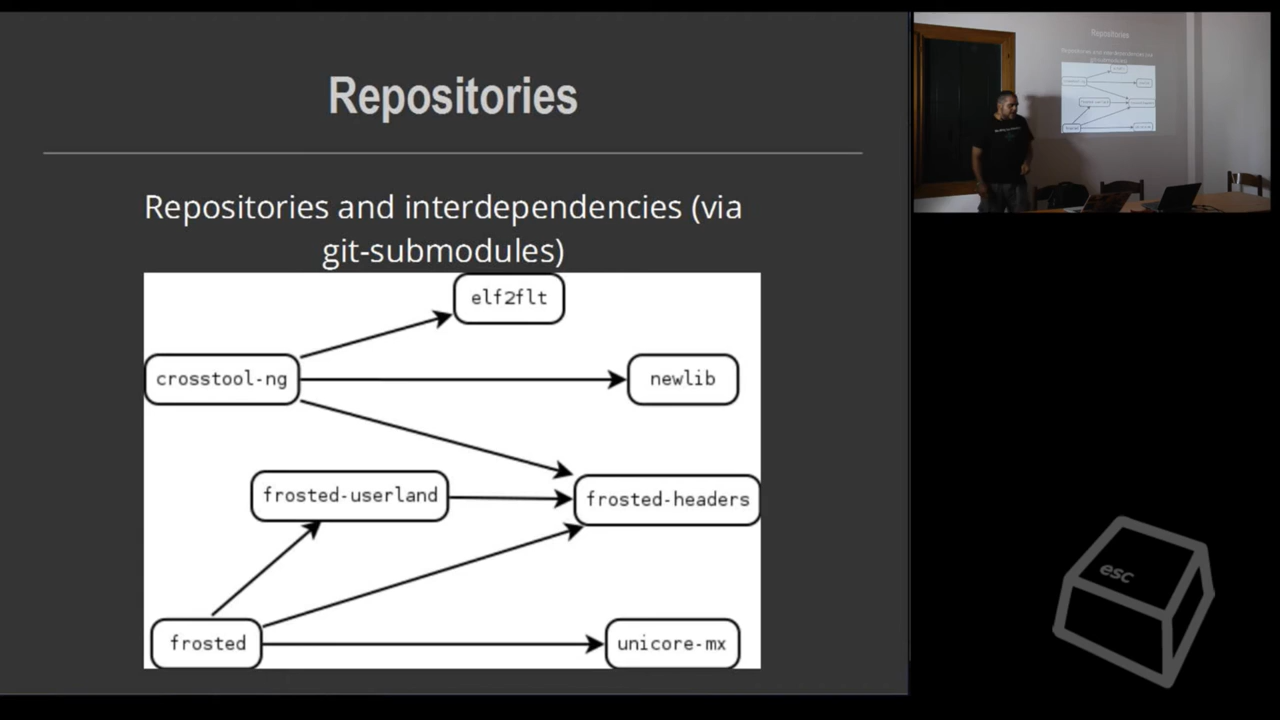 Repositories
Repositories and interdependencies (via
git-submodules)
elf2flt
crosstool-ng
newlib
frosted-userland
frosted-headers
frosted
unicore-mx
Repositories
esc